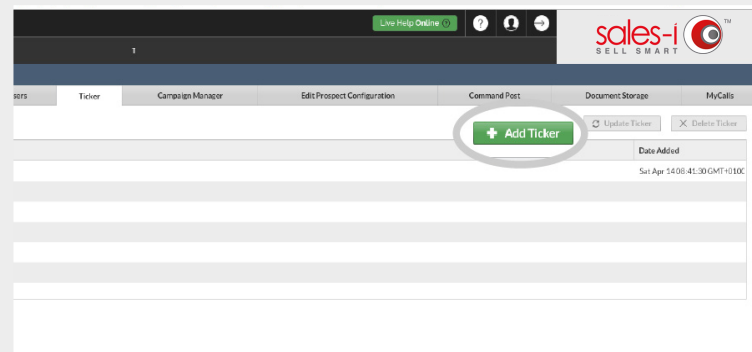 Live Help Online
sales-i TM
SELL SMART
T
sers Ticker Campaign Manager Edit Prospect Configuration Command Post Document Storage MyCalls
Add Ticker Update Ticker Delete Ticker
Date Added
Sat Apr 14 08:41:30 GMT+0100